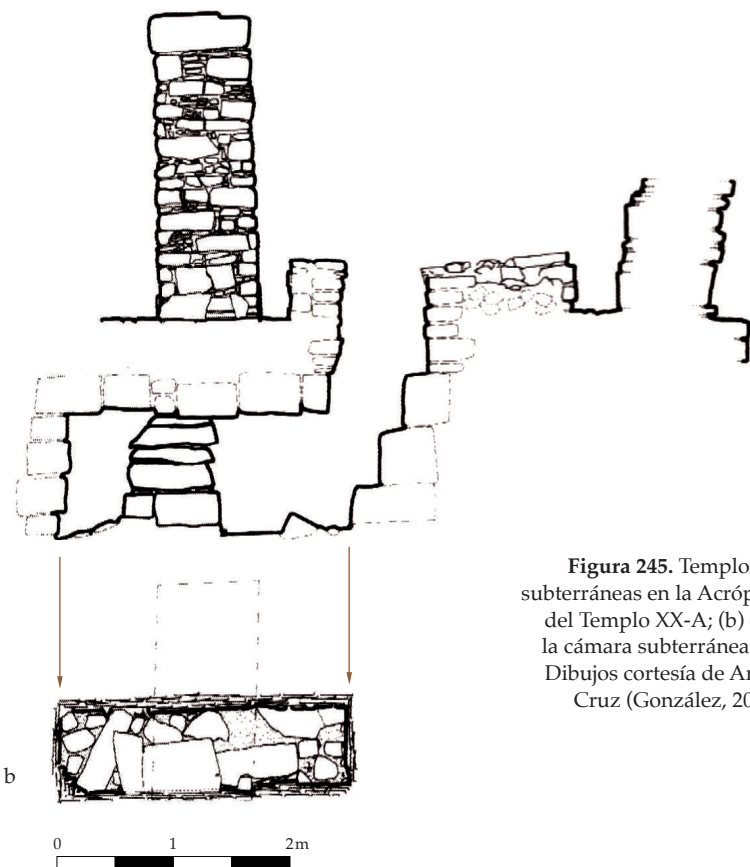 Figura 245. Templo
subterráneas en la Acróp
del Templo XX-A; (b)
la cámara subterránea
Dibujos cortesía de Ar
Cruz (González, 20
b
0 1 2m